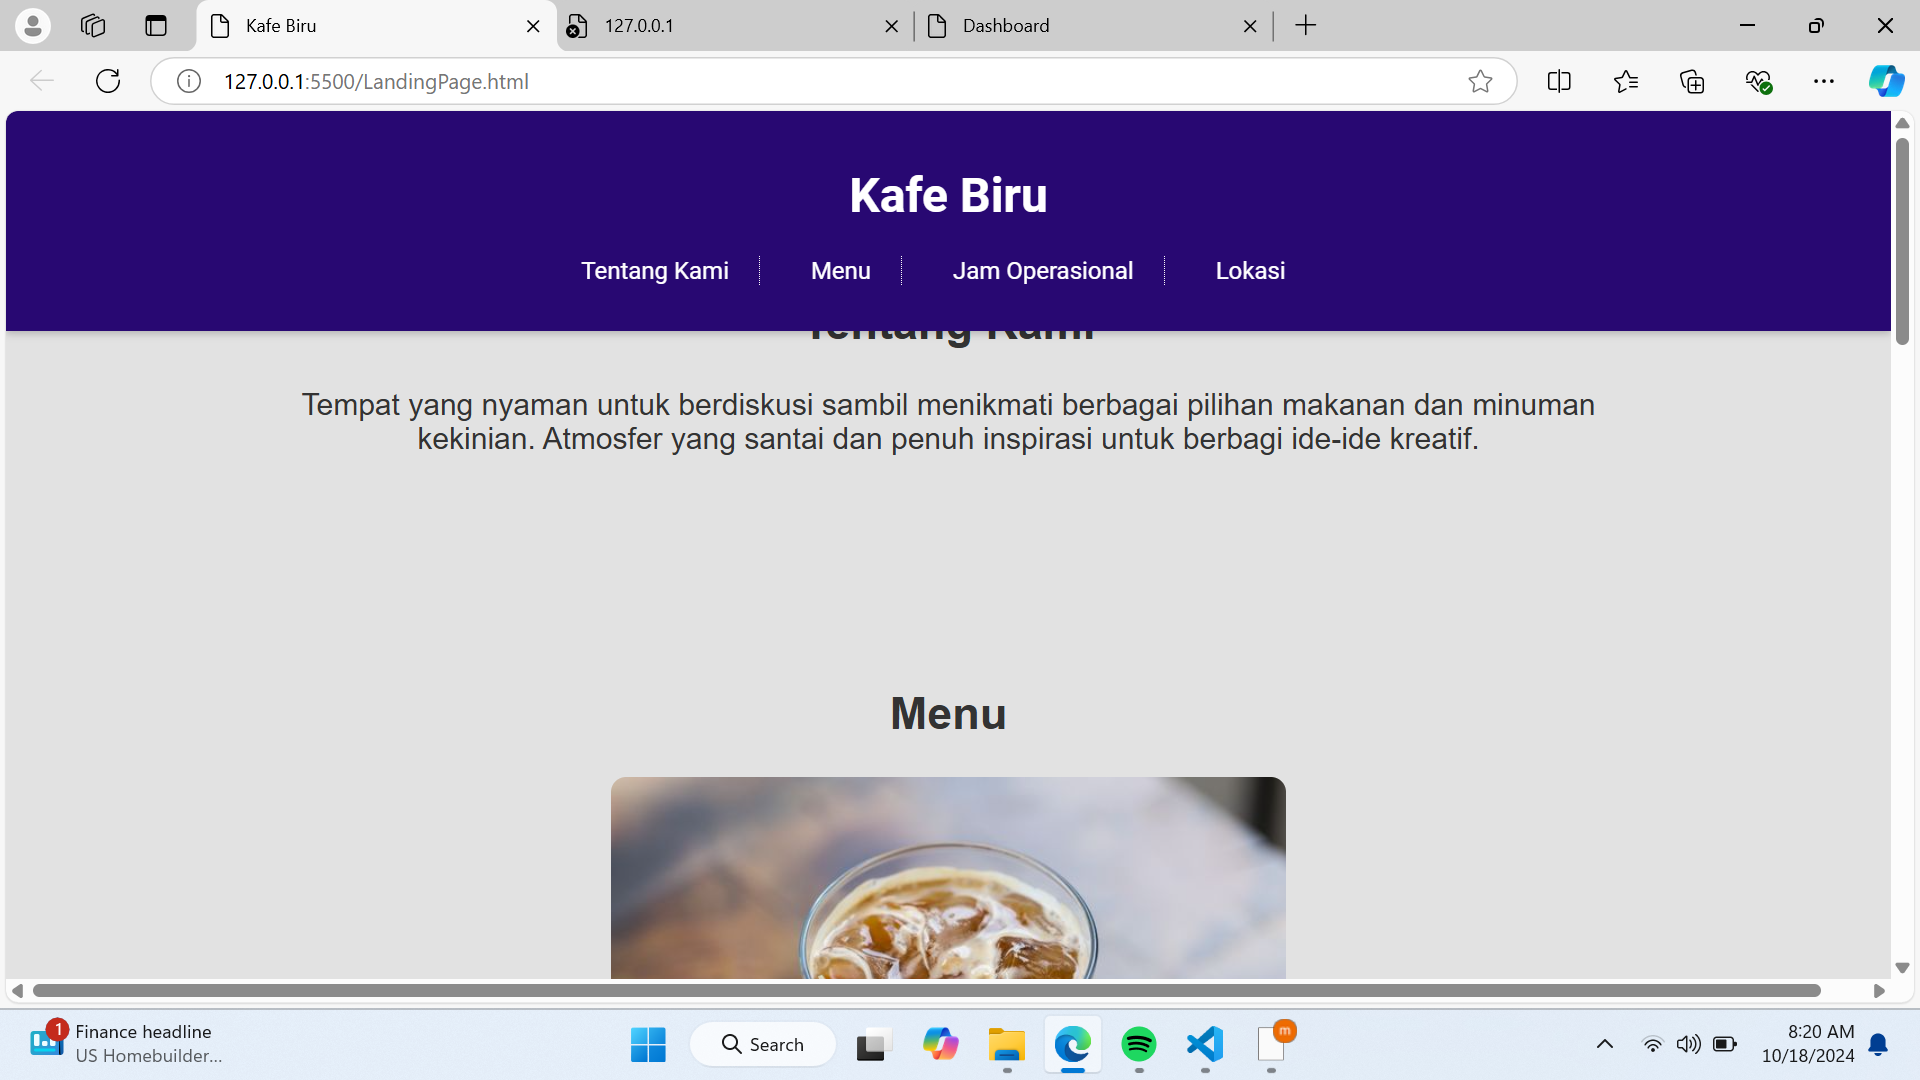 Kafe Biru
127.0.0.1
Dashboard
127.0.0.1:5500/LandingPage.html
Kafe Biru
Tentang Kami
Menu
Jam Operasional
Lokasi
Tentang Kami
Tempat yang nyaman untuk berdiskusi sambil menikmati berbagai pilihan makanan dan minuman
kekinian. Atmosfer yang santai dan penuh inspirasi untuk berbagi ide-ide kreatif.
Menu
1
Finance headline
US Homebuilder...
Search
m
8:20 AM
10/18/2024